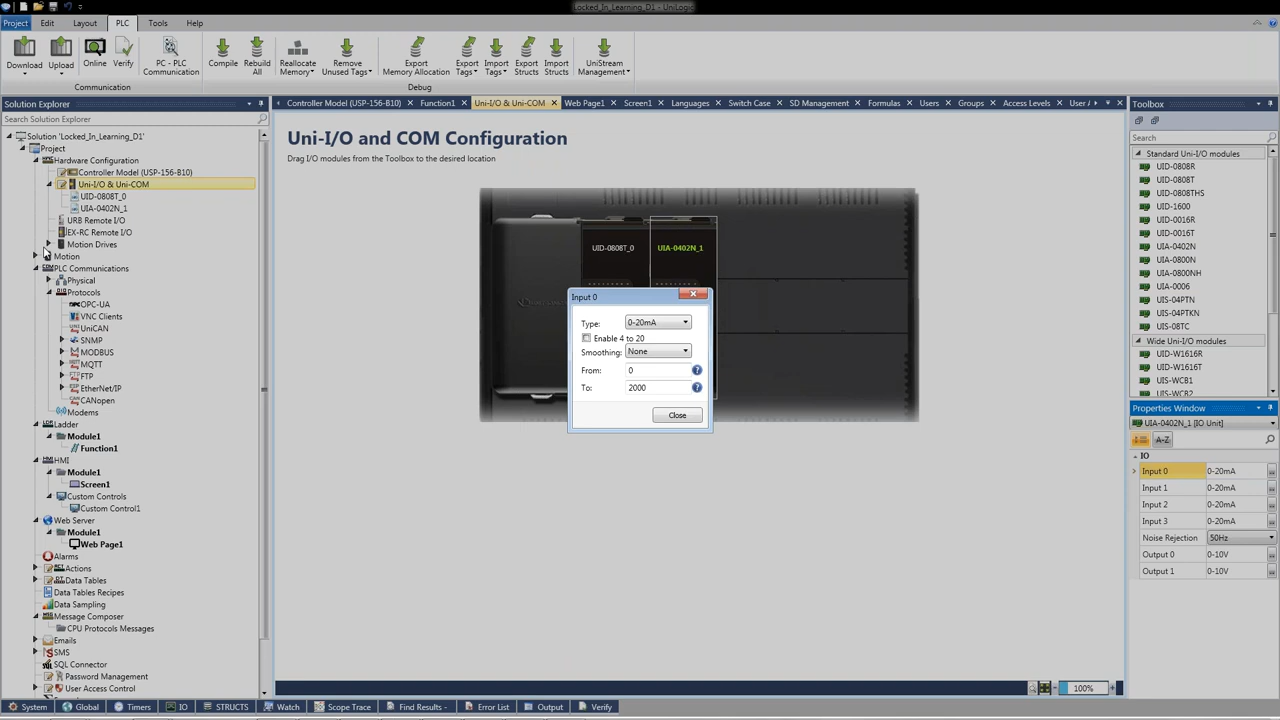 Locked_In_Learning_D1* - UniLogic
Project Edit Layout PLC Tools Help
Download Upload Online Verify PC - PLC Communication Compile Rebuild All Reallocate Memory Remove Unused Tags Export Memory Allocation Export Tags Import Tags Export Structs Import Structs UniStream Management
Communication Debug
Solution Explorer
Search Solution Explorer
Solution 'Locked_In_Learning_D1'
Project
Hardware Configuration
Controller Model (USP-156-B10)
Uni-I/O & Uni-COM
UID-0808T_0
UIA-0402N_1
URB Remote I/O
EX-RC Remote I/O
Motion Drives
Motion
PLC Communications
Physical
Protocols
OPC-UA
VNC Clients
UniCAN
SNMP
MODBUS
MQTT
FTP
EtherNet/IP
CANopen
Modems
Ladder
Module1
Function1
HMI
Module1
Screen1
Custom Controls
Custom Control1
Web Server
Module1
Web Page1
Alarms
Actions
Data Tables
Data Tables Recipes
Data Sampling
Message Composer
CPU Protocols Messages
Emails
SMS
SQL Connector
Password Management
User Access Control
Controller Model (USP-156-B10) Function1 Uni-I/O & Uni-COM Web Page1 Screen1 Languages Switch Case SD Management Formulas Users Groups Access Levels User A
Uni-I/O and COM Configuration
Drag I/O modules from the Toolbox to the desired location
UID-0808T_0 UIA-0402N_1
Input 0
Type: 0-20mA
Enable 4 to 20
Smoothing: None
From: 0
To: 2000
Close
100%
Toolbox
Search
Standard Uni-I/O modules
UID-0808R
UID-0808T
UID-0808THS
UID-1600
UID-0016R
UID-0016T
UIA-0402N
UIA-0800N
UIA-0800NH
UIA-0006
UIS-04PTN
UIS-04PTKN
UIS-08TC
Wide Uni-I/O modules
UID-W1616R
UID-W1616T
UIS-WCB1
UIS-WCB2
Properties Window
UIA-0402N_1 [IO Unit]
A-Z
IO
Input 0 0-20mA
Input 1 0-20mA
Input 2 0-20mA
Input 3 0-20mA
Noise Rejection 50Hz
Output 0 0-10V
Output 1 0-10V
System Global Timers IO STRUCTS Watch Scope Trace Find Results - Error List Output Verify